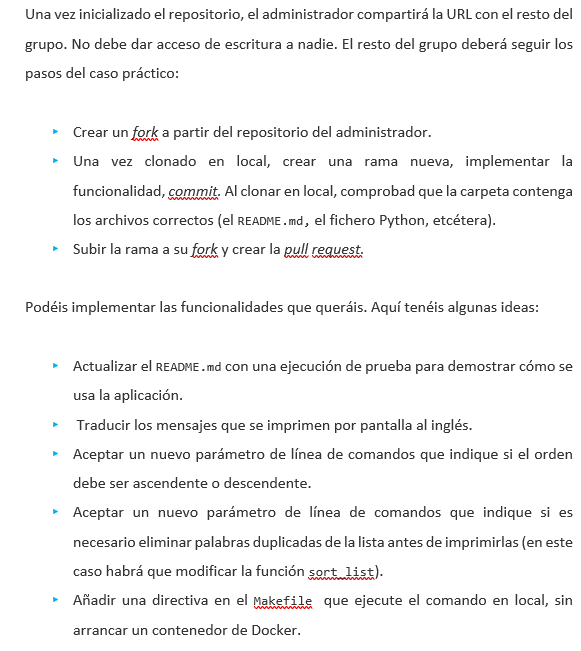 Una vez inicializado el repositorio, el administrador compartirá la URL con el resto del
grupo. No debe dar acceso de escritura a nadie. El resto del grupo deberá seguir los
pasos del caso práctico:
▸ Crear un fork a partir del repositorio del administrador.
▸ Una vez clonado en local, crear una rama nueva, implementar la
funcionalidad, commit. Al clonar en local, comprobad que la carpeta contenga
los archivos correctos (el README.md, el fichero Python, etcétera).
▸ Subir la rama a su fork y crear la pull request.
Podéis implementar las funcionalidades que queráis. Aquí tenéis algunas ideas:
▸ Actualizar el README.md con una ejecución de prueba para demostrar cómo se
usa la aplicación.
▸ Traducir los mensajes que se imprimen por pantalla al inglés.
▸ Aceptar un nuevo parámetro de línea de comandos que indique si el orden
debe ser ascendente o descendente.
▸ Aceptar un nuevo parámetro de línea de comandos que indique si es
necesario eliminar palabras duplicadas de la lista antes de imprimirlas (en este
caso habrá que modificar la función sort_list).
▸ Añadir una directiva en el Makefile que ejecute el comando en local, sin
arrancar un contenedor de Docker.